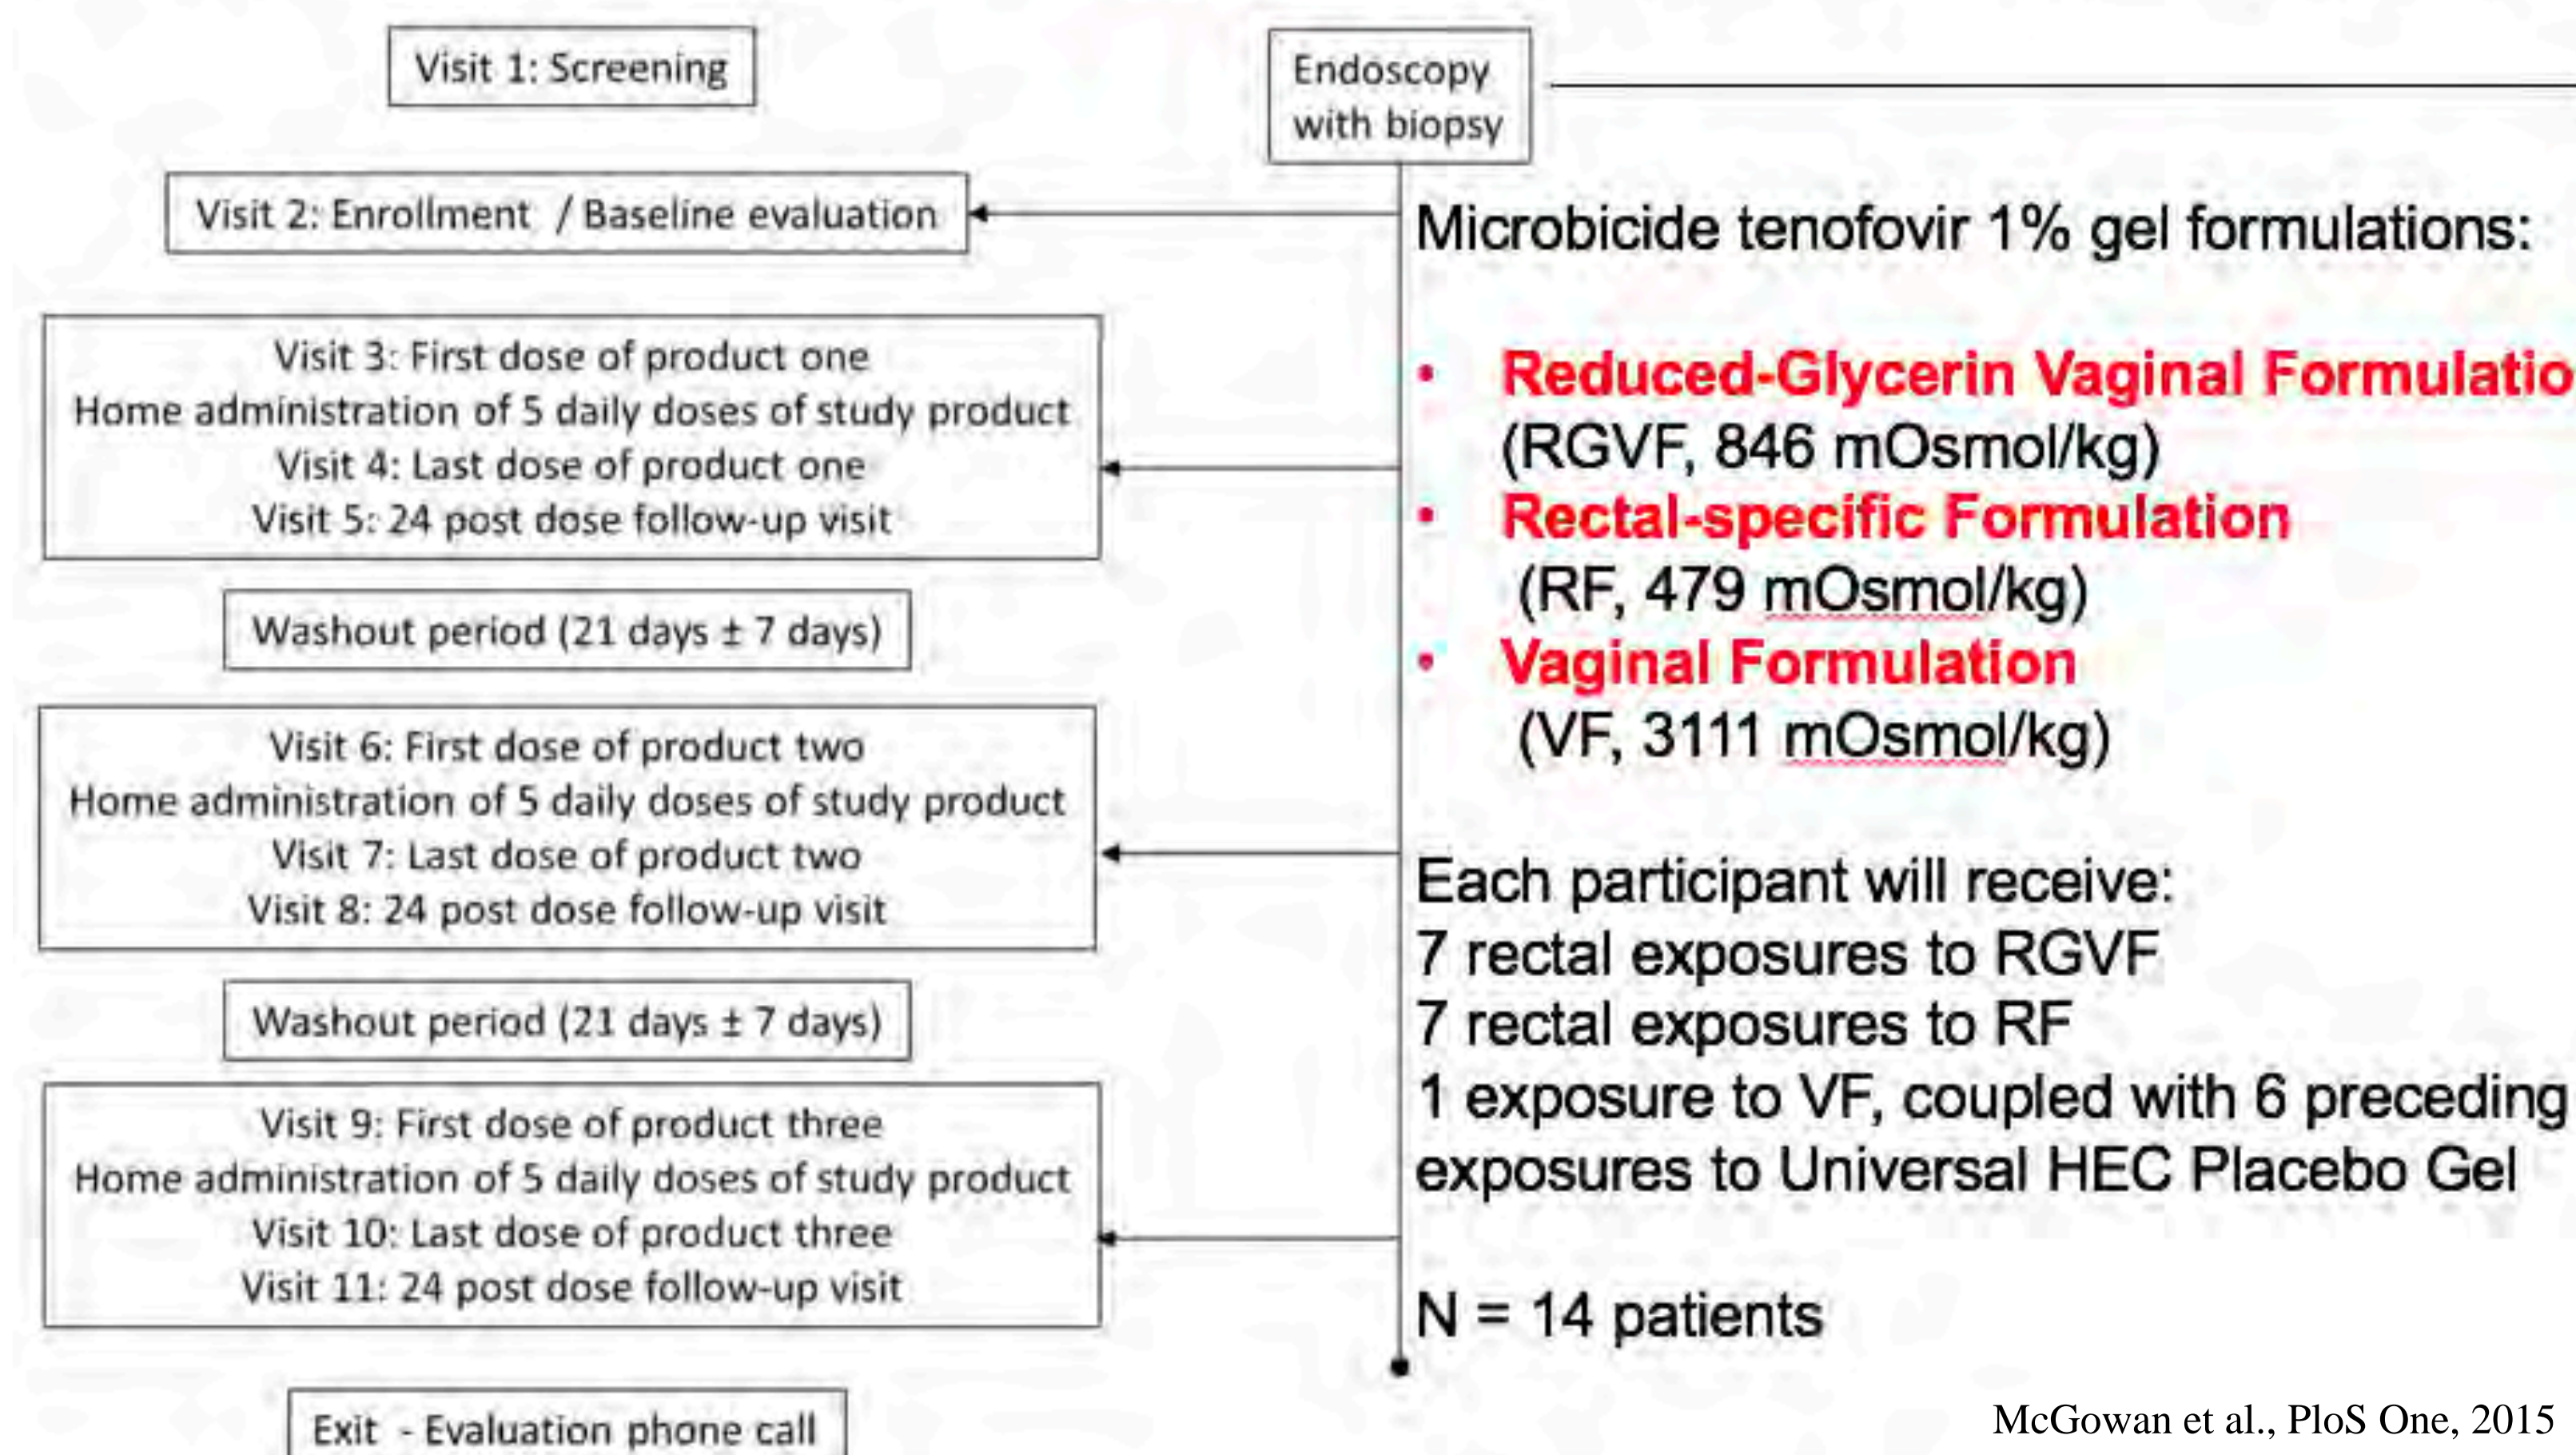 Visit 1: Screening
Visit 2: Enrollment / Baseline evaluation
Visit 3: First dose of product one
Home administration of 5 daily doses of study product
Visit 4: Last dose of product one
Visit 5: 24 post dose follow-up visit
Washout period (21 days ± 7 days)
Visit 6: First dose of product two
Home administration of 5 daily doses of study product
Visit 7: Last dose of product two
Visit 8: 24 post dose follow-up visit
Washout period (21 days ± 7 days)
Visit 9: First dose of product three
Home administration of 5 daily doses of study product
Visit 10: Last dose of product three
Visit 11: 24 post dose follow-up visit
Exit - Evaluation phone call
Endoscopy
with biopsy
Microbicide tenofovir 1% gel formulations:
• Reduced-Glycerin Vaginal Formulatio
(RGVF, 846 mOsmol/kg)
• Rectal-specific Formulation
(RF, 479 mOsmol/kg)
• Vaginal Formulation
(VF, 3111 mOsmol/kg)
Each participant will receive:
7 rectal exposures to RGVF
7 rectal exposures to RF
1 exposure to VF, coupled with 6 preceding
exposures to Universal HEC Placebo Gel
N = 14 patients
McGowan et al., PloS One, 2015